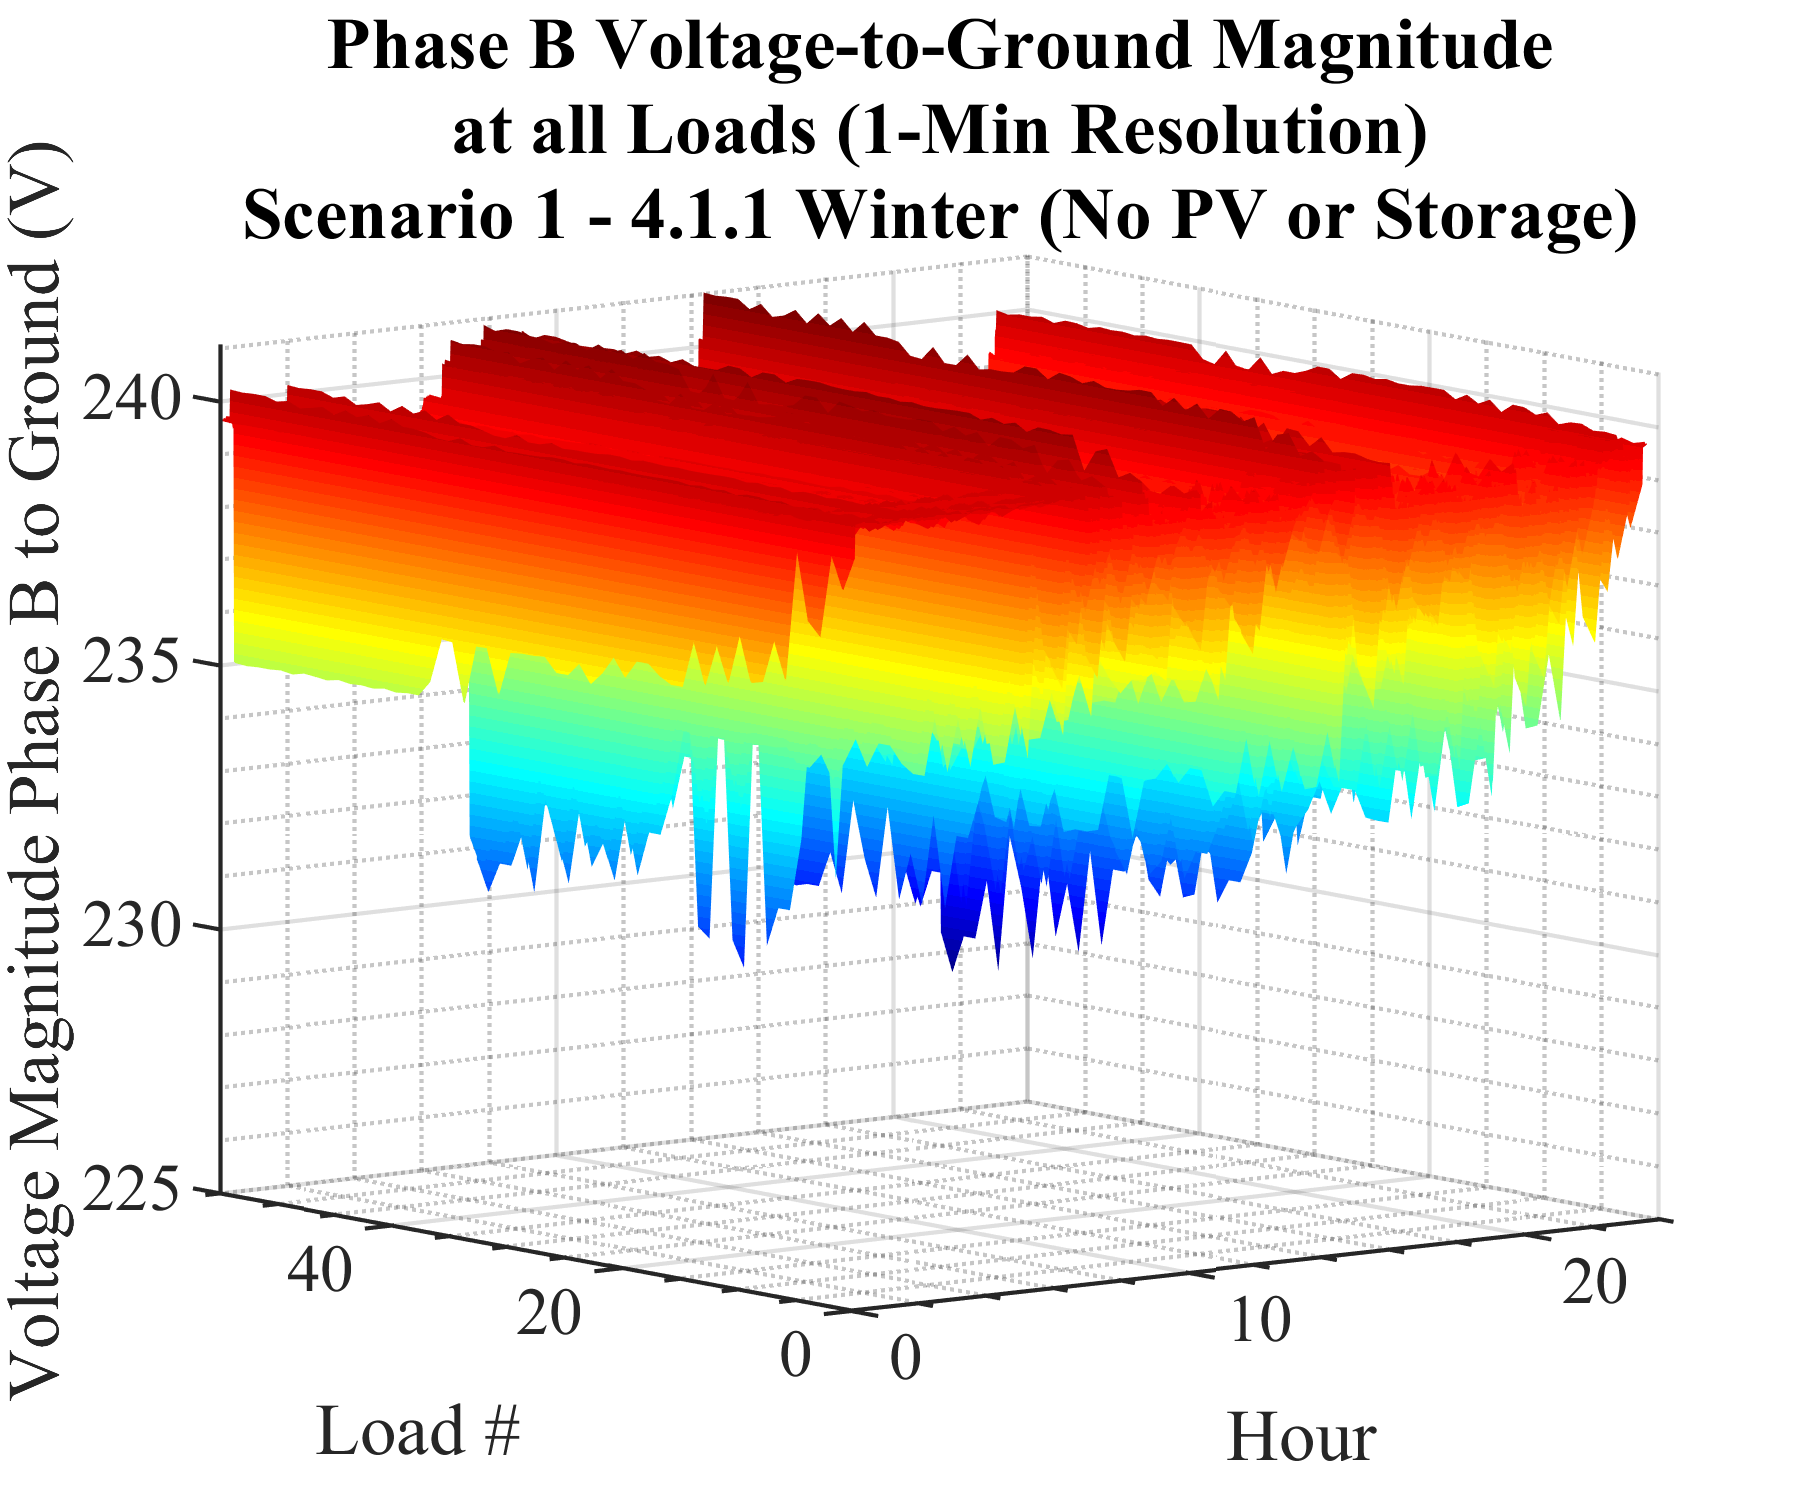 Phase B Voltage-to-Ground Magnitude
at all Loads (1-Min Resolution)
Scenario 1 - 4.1.1 Winter (No PV or Storage)
Voltage Magnitude Phase B to Ground (V)
240
235
230
225
40
20
0
0
10
20
Load #
Hour